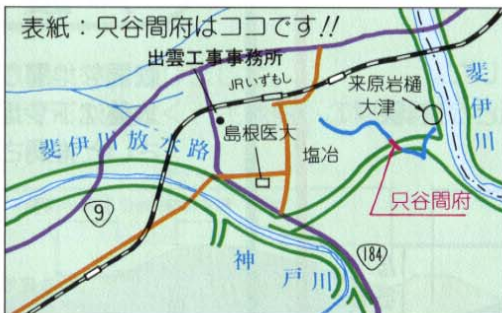 表紙：只谷間府はココです!!
出雲工事事務所
JRいずもし
来原岩樋
大津
斐伊川
島根医大
斐伊川放水路
塩冶
只谷間府
9
184
神戸川